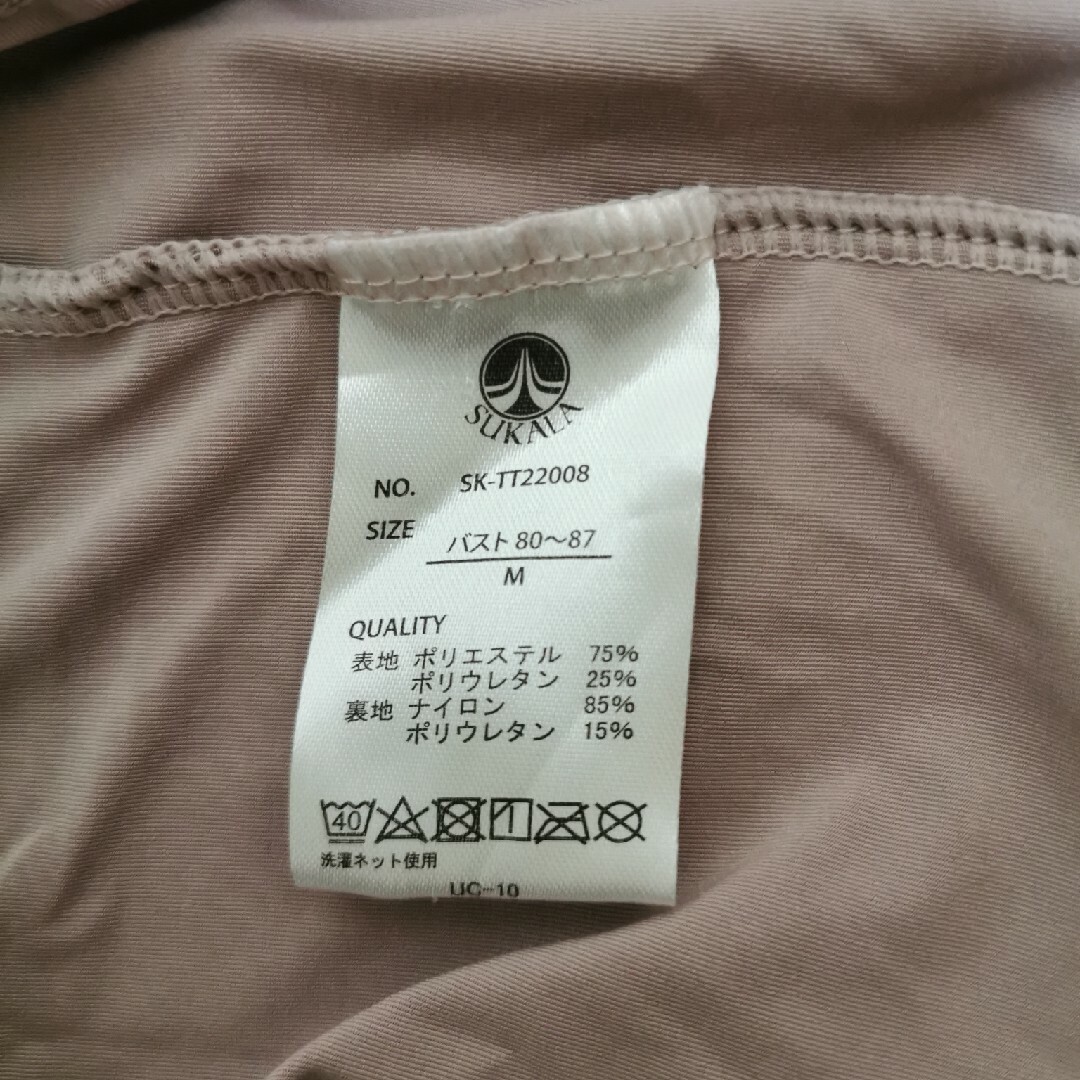 SUKALA
NO. SK-TT22008
SIZE バスト 80〜87
M
QUALITY
表地 ポリエステル 75%
ポリウレタン 25%
裏地 ナイロン 85%
ポリウレタン 15%
40
洗濯ネット使用